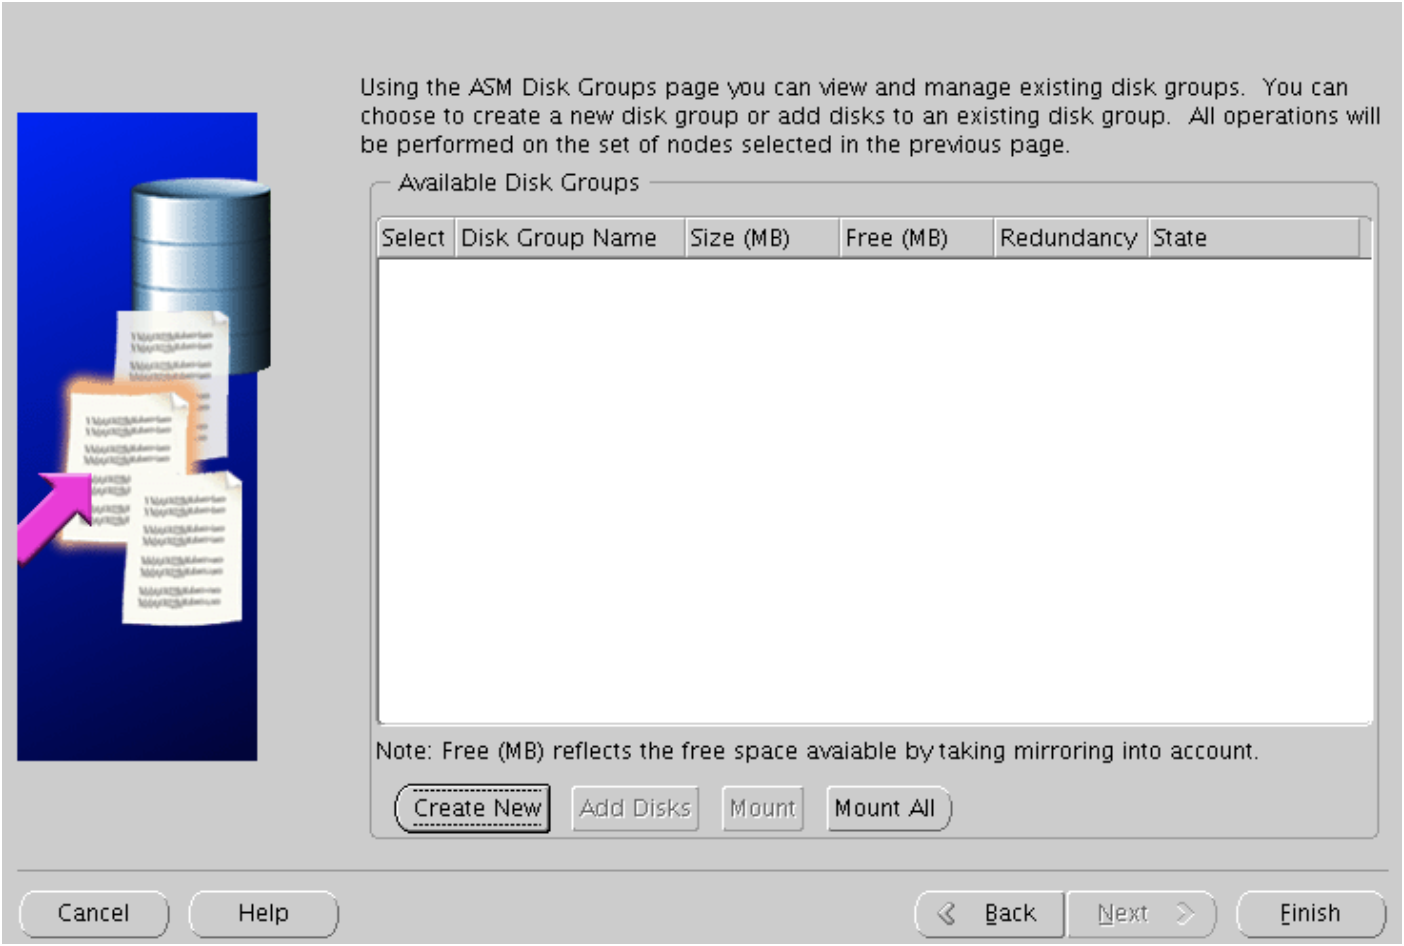 Using the ASM Disk Groups page you can view and manage existing disk groups.  You can
choose to create a new disk group or add disks to an existing disk group.  All operations will
be performed on the set of nodes selected in the previous page.
Available Disk Groups
Select Disk Group Name Size (MB) Free (MB) Redundancy State
Note: Free (MB) reflects the free space avaiable by taking mirroring into account.
Create New Add Disks Mount Mount All
Cancel Help Back Next Finish